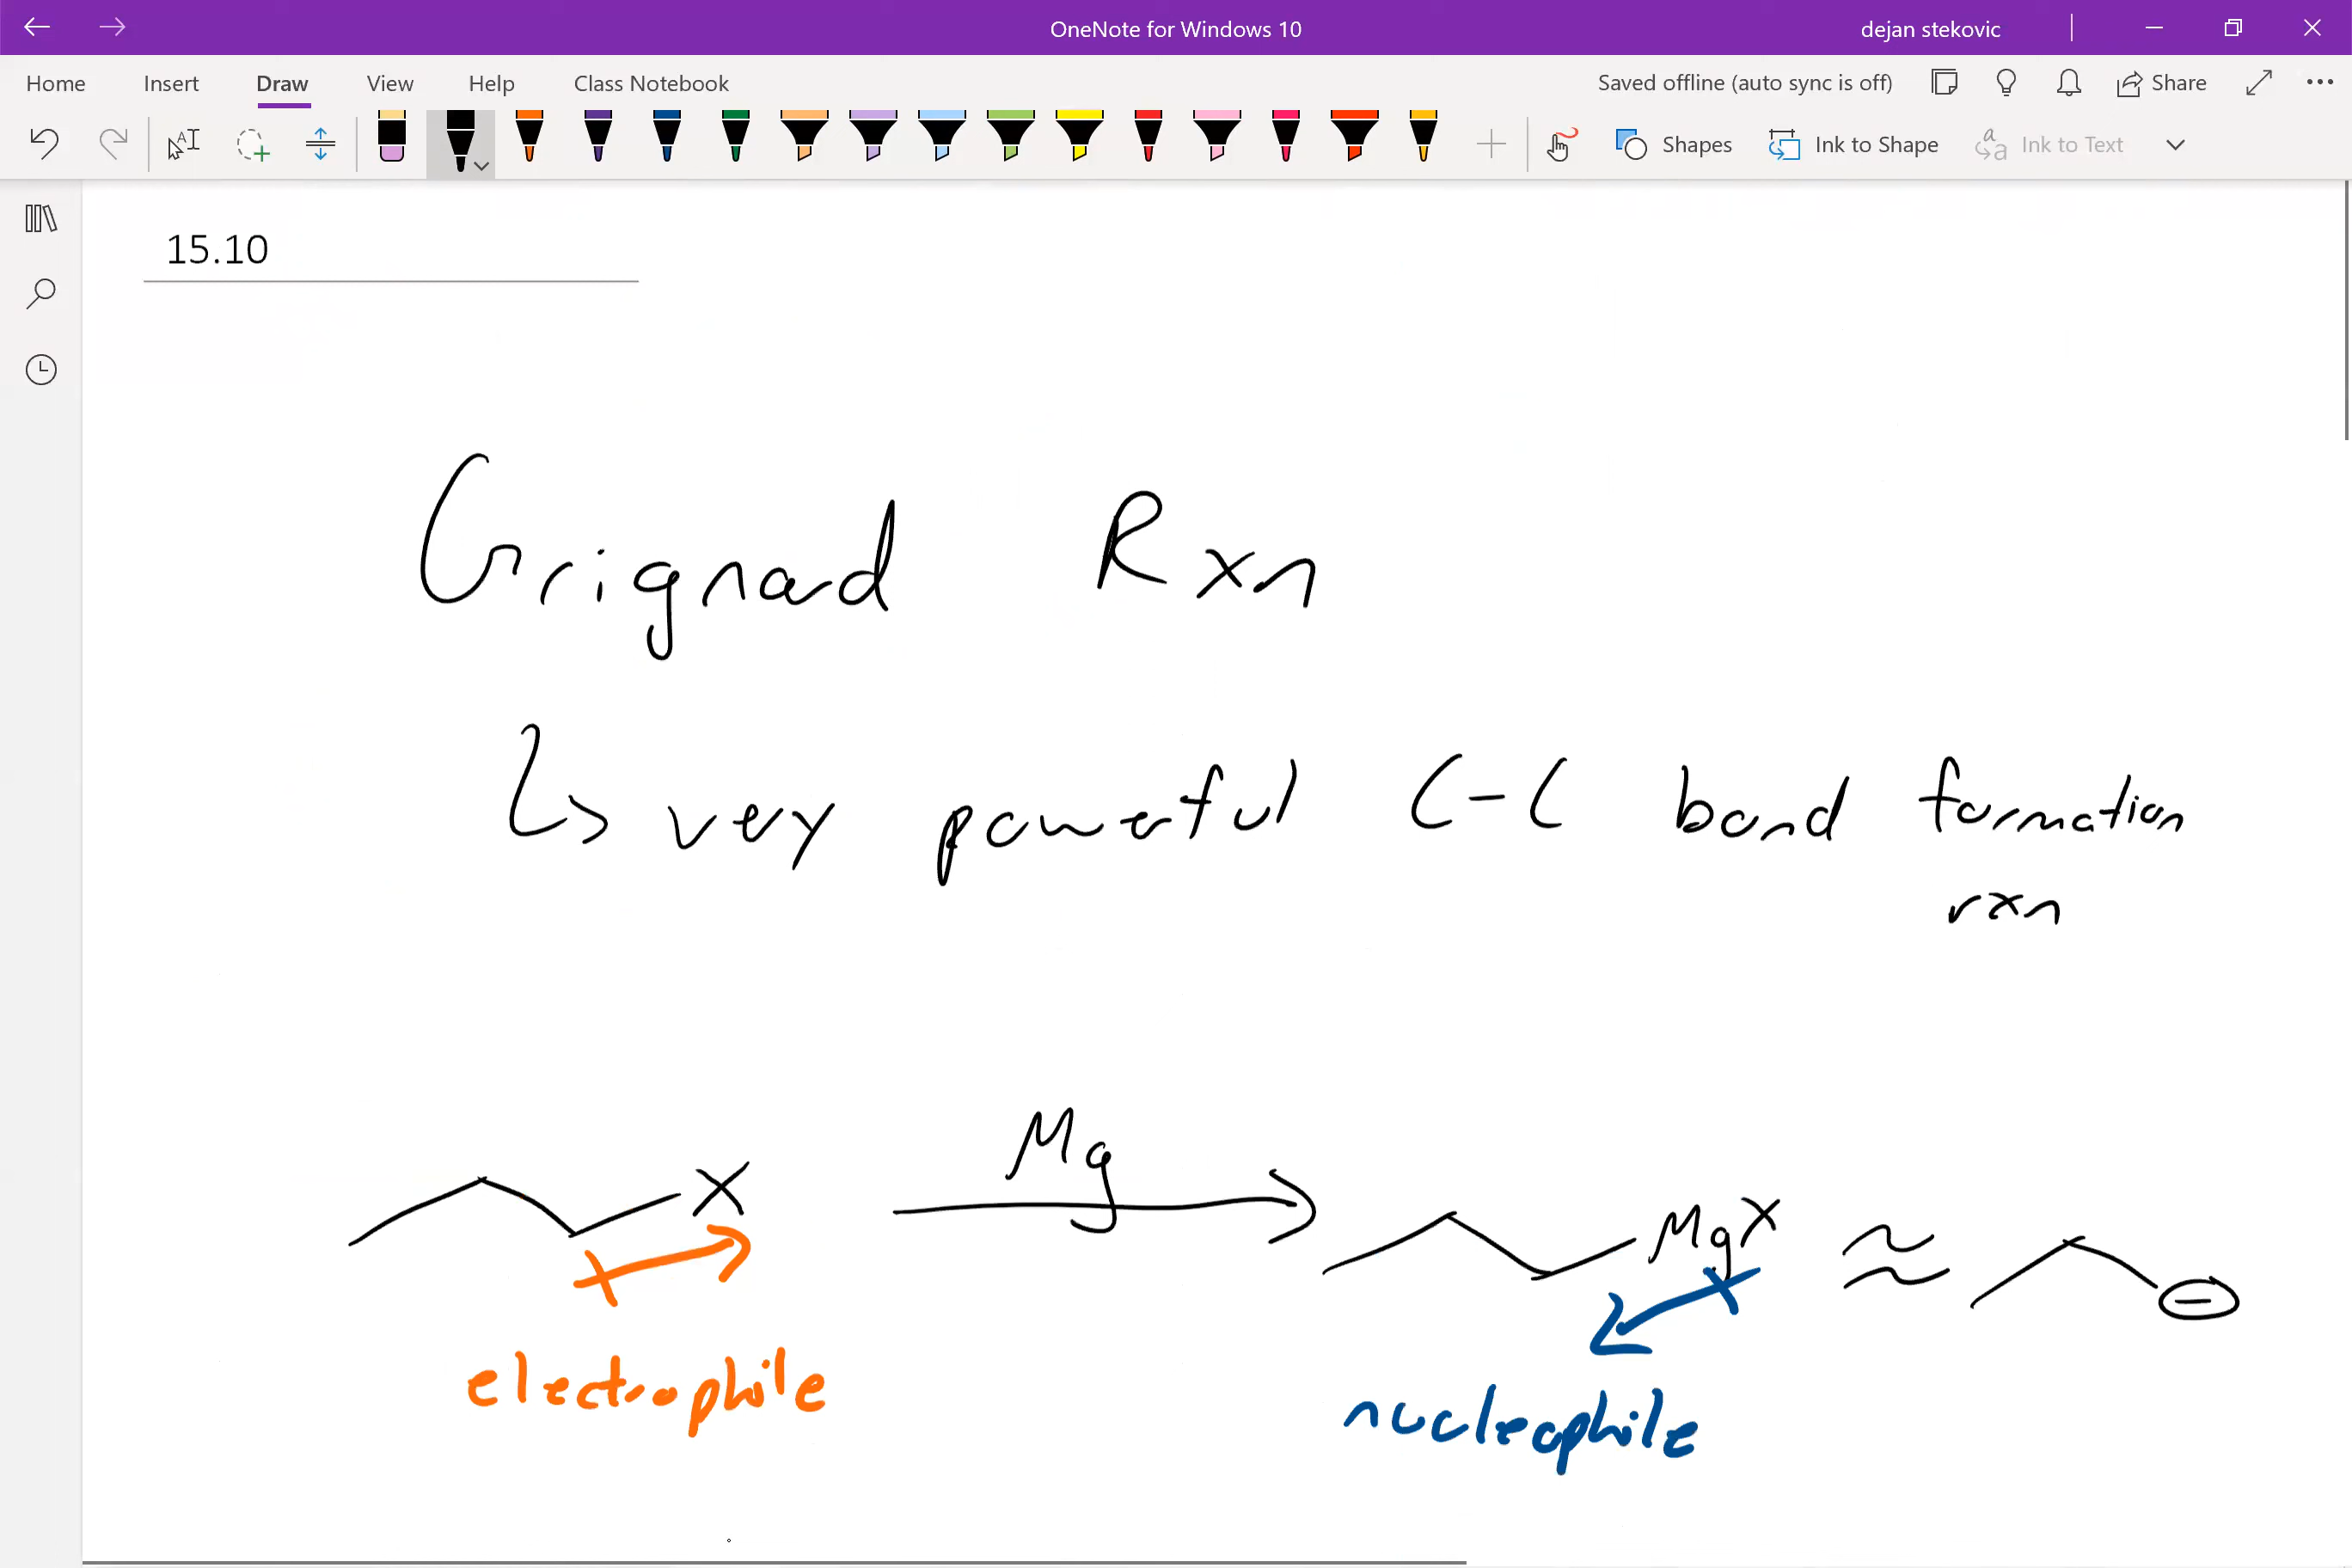 OneNote for Windows 10
dejan stekovic
Home Insert Draw View Help Class Notebook
Saved offline (auto sync is off)
Share
Shapes
Ink to Shape
Ink to Text
15.10
Grignad Rxn
↳ very powerful C-C bond formation
rxn
Mg
X
MgX ≈ ⊖
electrophile
nucleophile